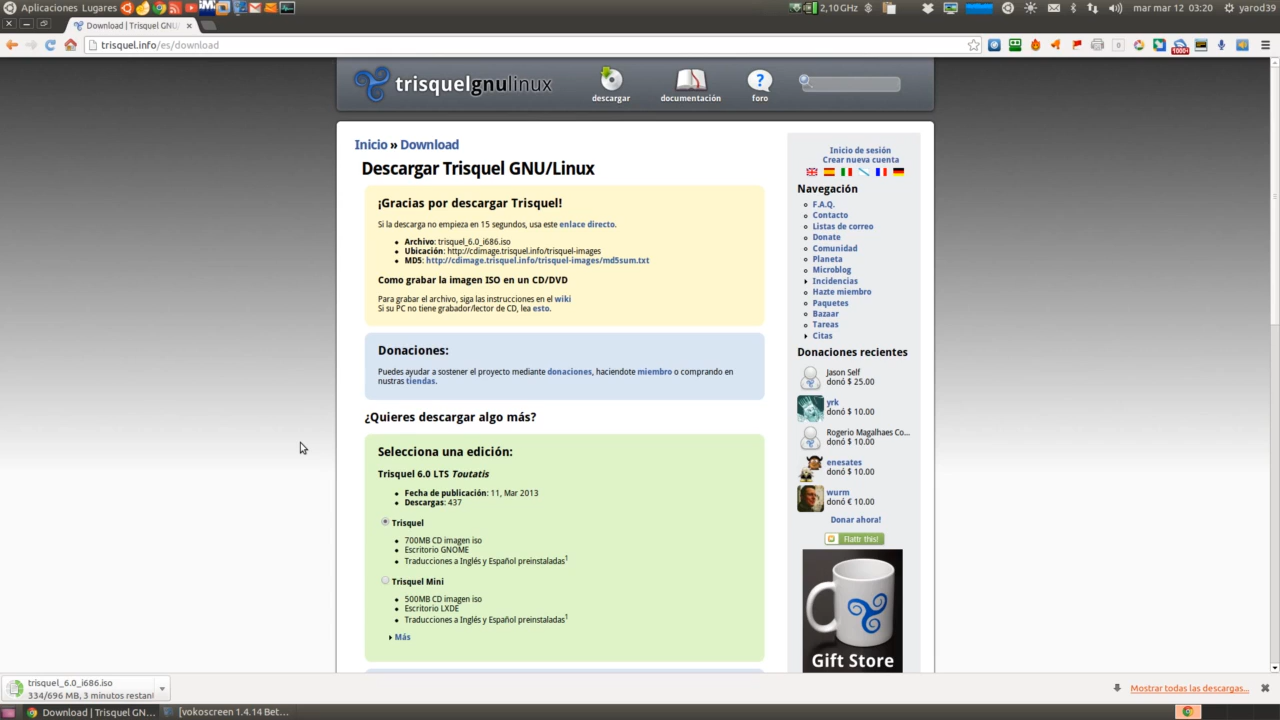 Aplicaciones Lugares
2,10GHz
mar mar 12 03:20
yarod39
Download | Trisquel GNU/
trisquel.info/es/download
1000+
trisquelgnulinux
descargar
documentación
foro
Inicio » Download
Descargar Trisquel GNU/Linux
¡Gracias por descargar Trisquel!
Si la descarga no empieza en 15 segundos, usa este enlace directo.
Archivo: trisquel_6.0_i686.iso
Ubicación: http://cdimage.trisquel.info/trisquel-images
MD5: http://cdimage.trisquel.info/trisquel-images/md5sum.txt
Como grabar la imagen ISO en un CD/DVD
Para grabar el archivo, siga las instrucciones en el wiki
Si su PC no tiene grabador/lector de CD, lea esto.
Donaciones:
Puedes ayudar a sostener el proyecto mediante donaciones, haciendote miembro o comprando en
nustras tiendas.
¿Quieres descargar algo más?
Selecciona una edición:
Trisquel 6.0 LTS Toutatis
Fecha de publicación: 11, Mar 2013
Descargas: 437
Trisquel
700MB CD imagen iso
Escritorio GNOME
Traducciones a Inglés y Español preinstaladas1
Trisquel Mini
500MB CD imagen iso
Escritorio LXDE
Traducciones a Inglés y Español preinstaladas1
Más
Inicio de sesión
Crear nueva cuenta
Navegación
F.A.Q.
Contacto
Listas de correo
Donate
Comunidad
Planeta
Microblog
Incidencias
Hazte miembro
Paquetes
Bazaar
Tareas
Citas
Donaciones recientes
Jason Self
donó $ 25.00
yrk
donó $ 10.00
Rogerio Magalhaes Co...
donó $ 10.00
enesates
donó $ 10.00
wurm
donó € 10.00
Donar ahora!
Flattr this!
Gift Store
trisquel_6.0_i686.iso
334/696 MB, 3 minutos restant
Mostrar todas las descargas...
Download | Trisquel GN...
[vokoscreen 1.4.14 Bet...